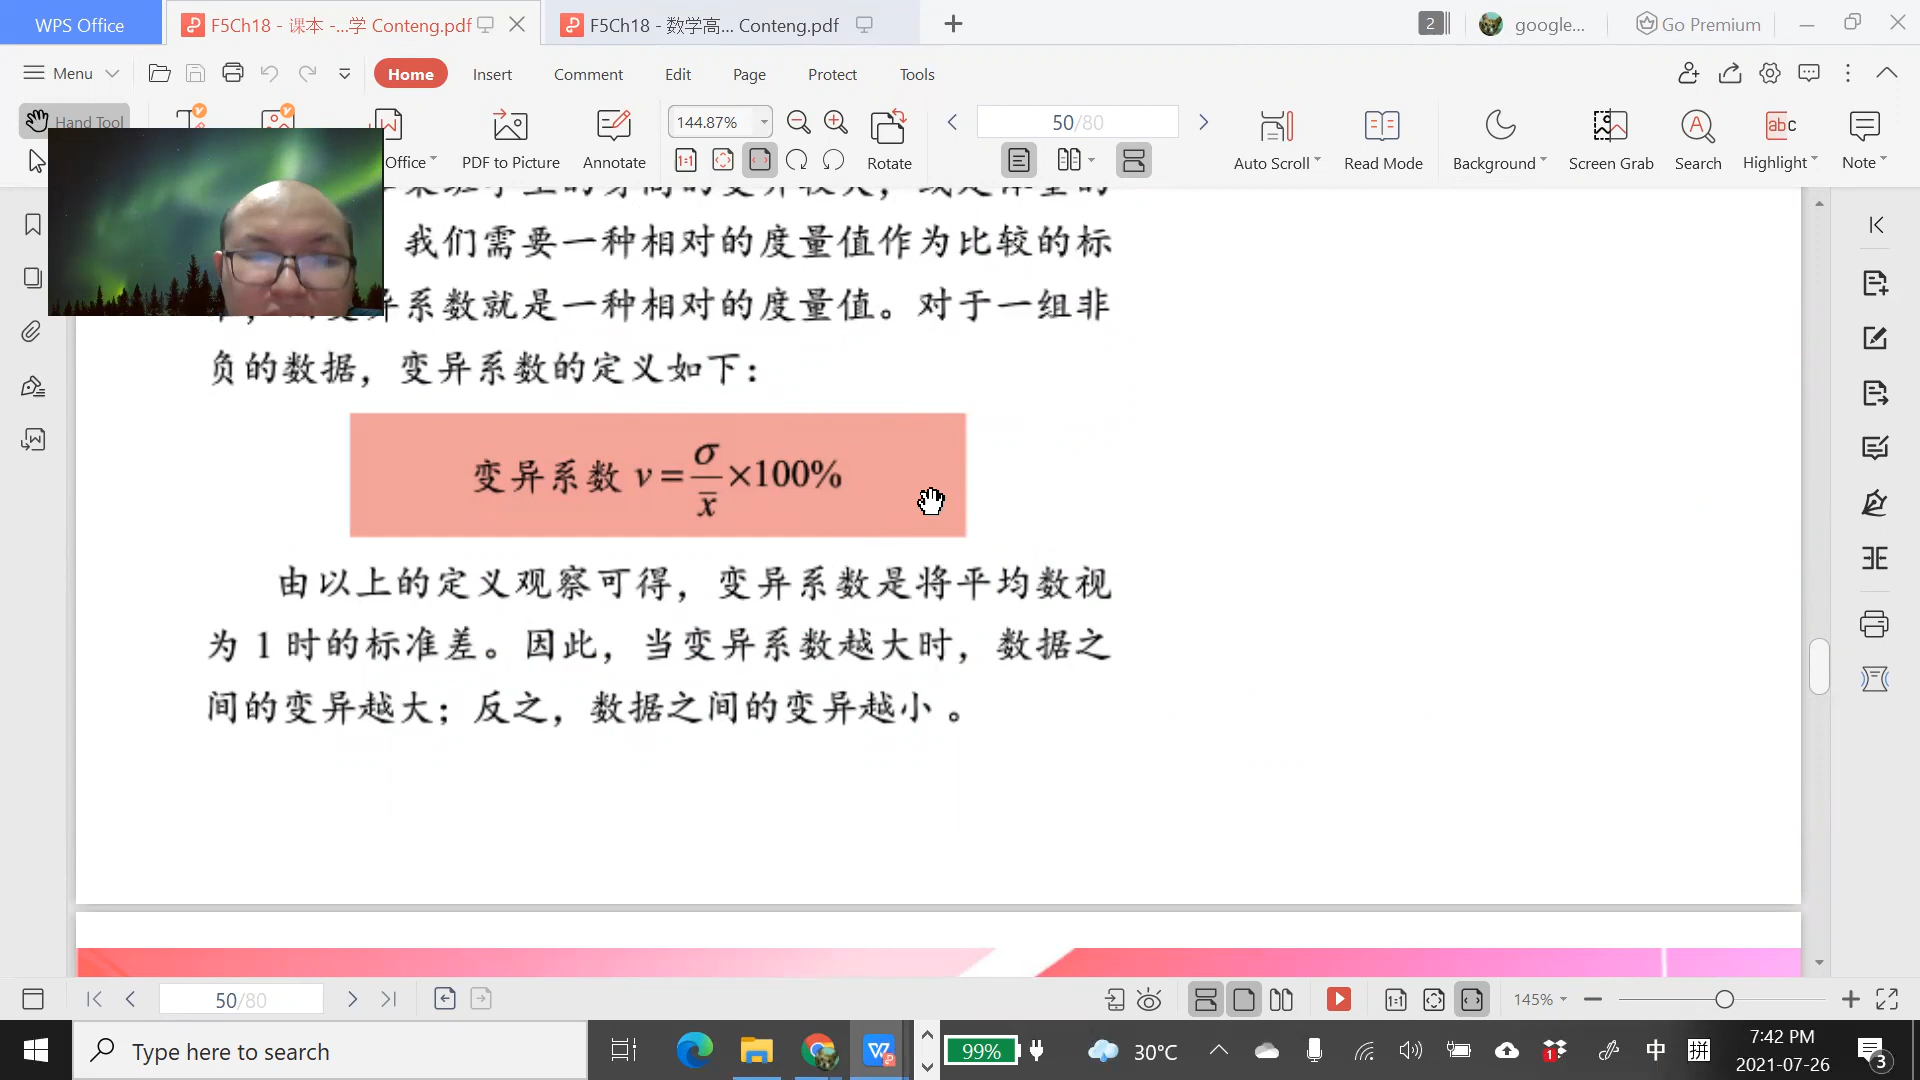 WPS Office
F5Ch18 - 课本 -...学 Conteng.pdf
F5Ch18 - 数学高... Conteng.pdf
2
google...
Go Premium
Menu
Home
Insert
Comment
Edit
Page
Protect
Tools
Hand Tool
Office
PDF to Picture
Annotate
144.87%
Rotate
50/80
Auto Scroll
Read Mode
Background
Screen Grab
Search
Highlight
Note
我们需要一种相对的度量值作为比较的标
异系数就是一种相对的度量值。对于一组非
负的数据，变异系数的定义如下：
变异系数 v = σ/x̄ ×100%
由以上的定义观察可得，变异系数是将平均数视
为 1 时的标准差。因此，当变异系数越大时，数据之
间的变异越大；反之，数据之间的变异越小。
50/80
145%
Type here to search
99%
30°C
中
拼
7:42 PM
2021-07-26
3